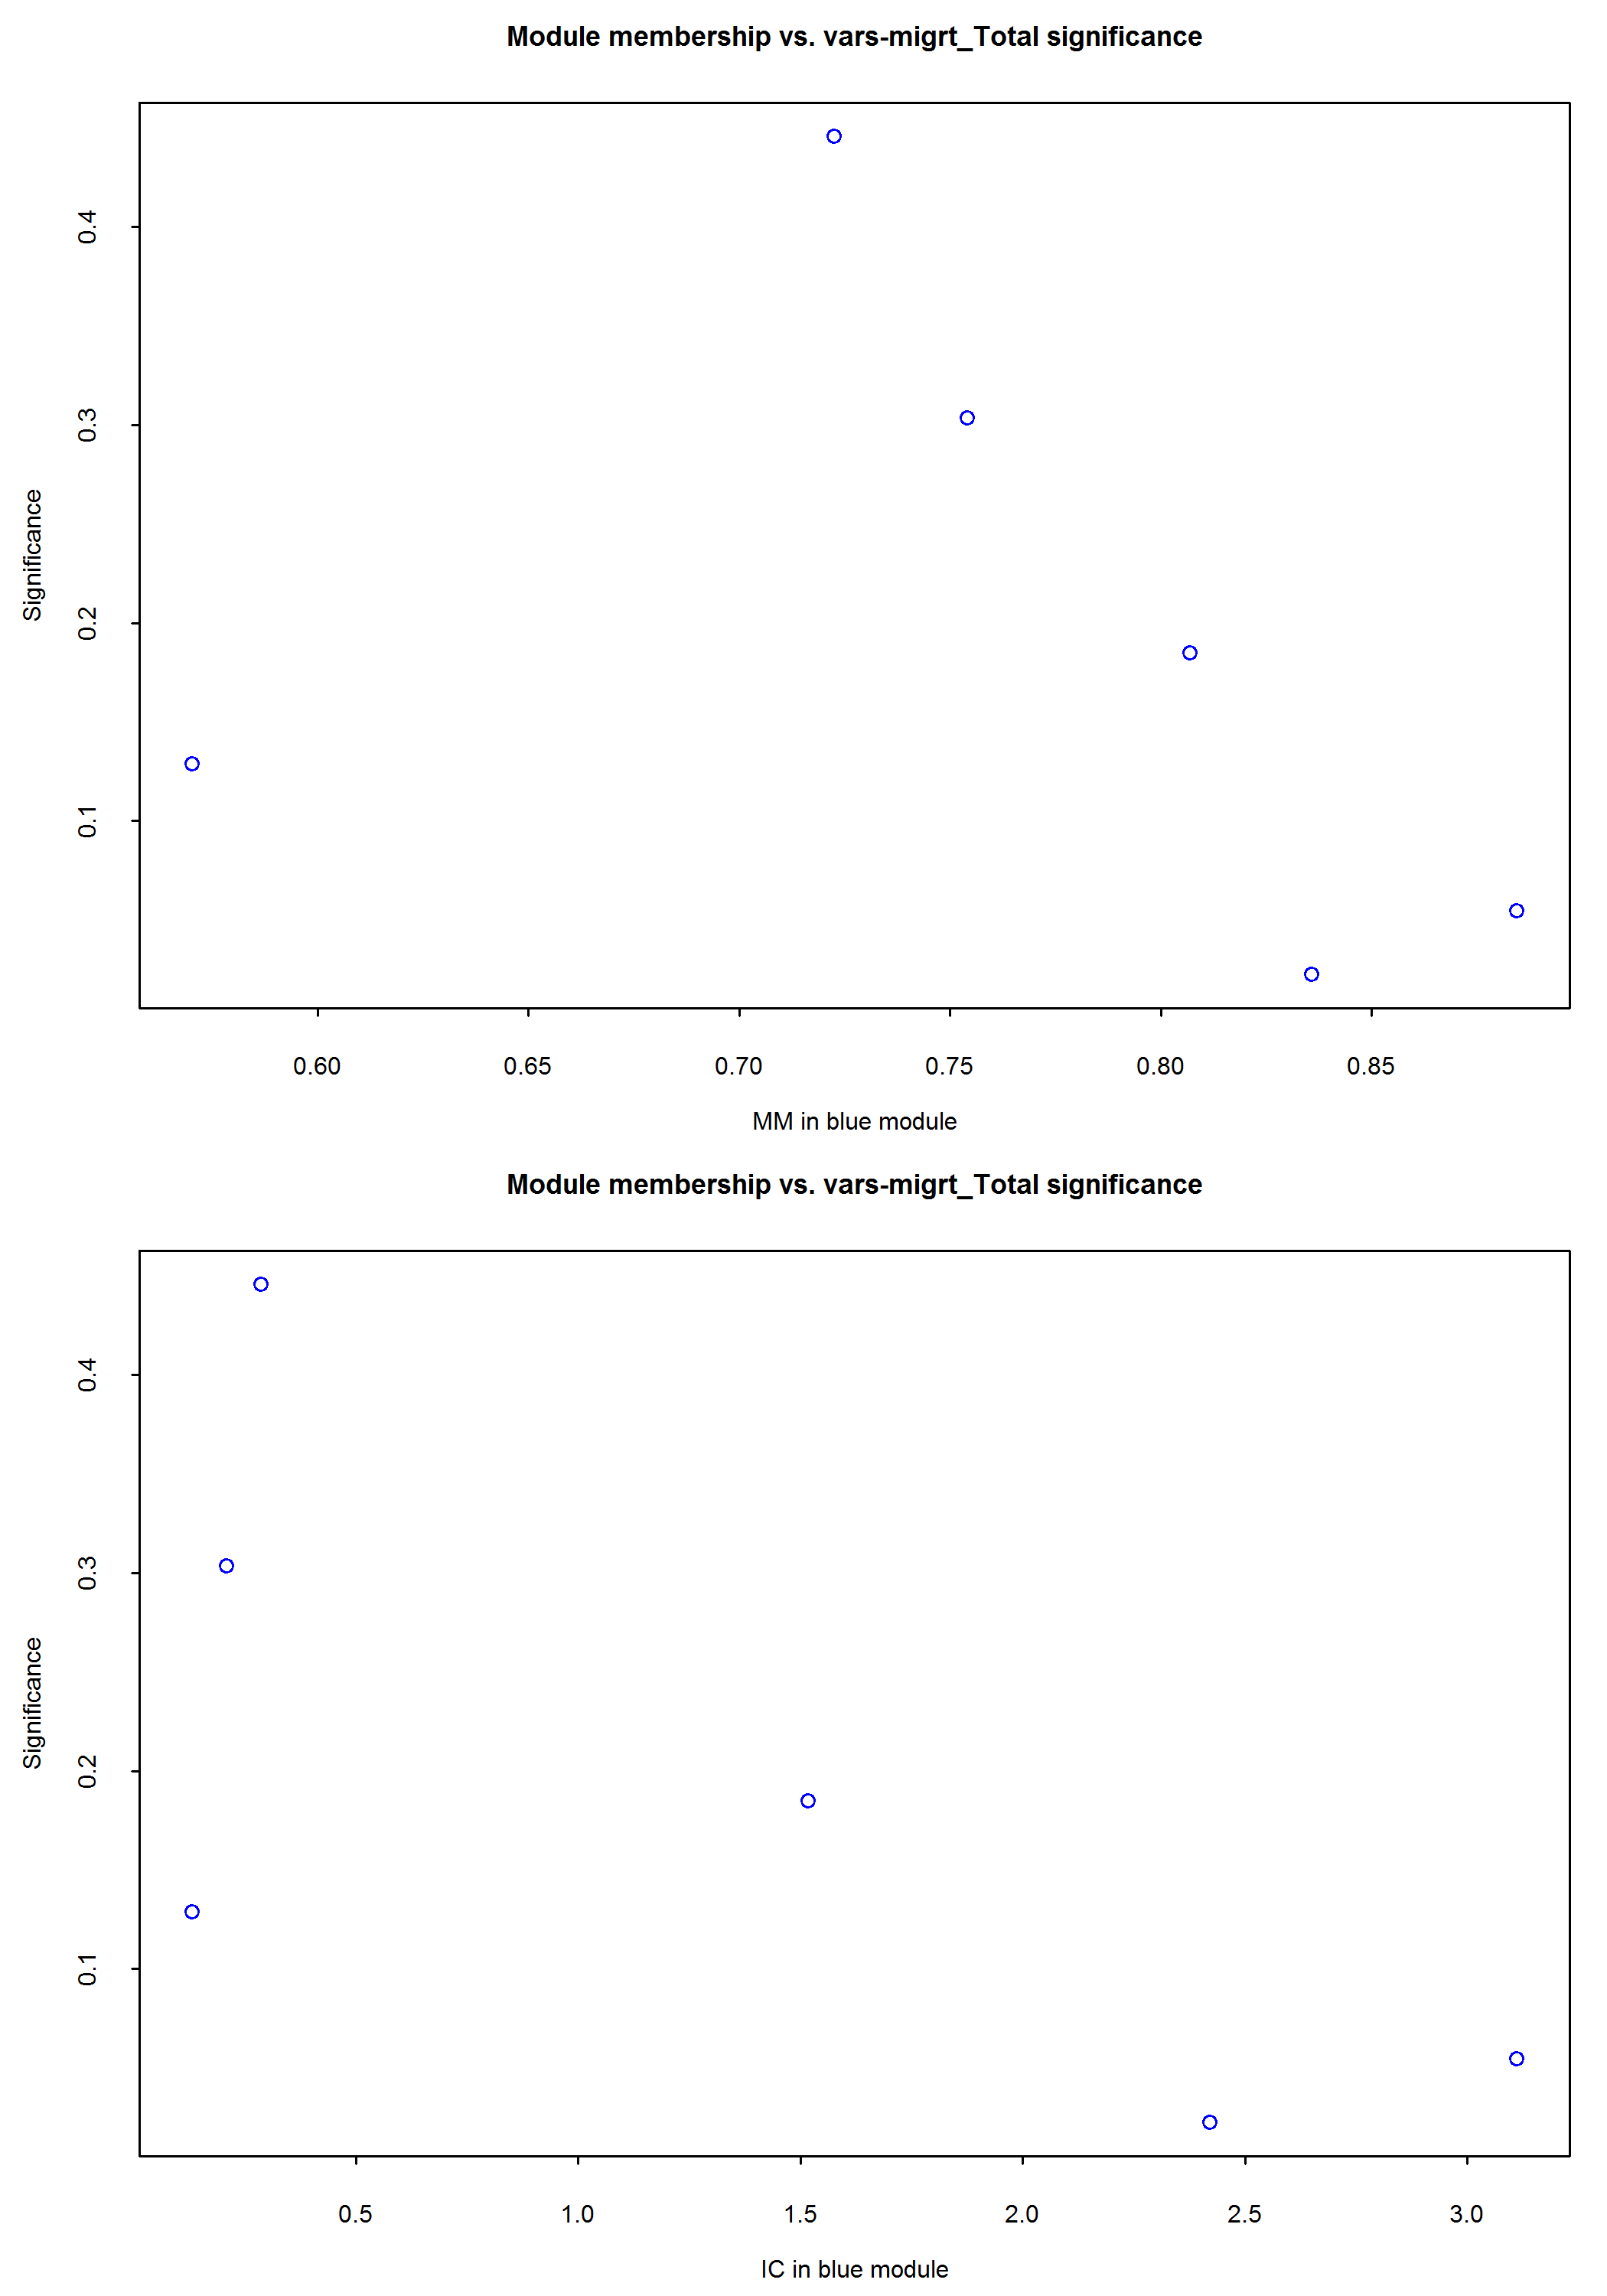 Module membership vs. vars-migrt_Total significance
0.4
0.3
Significance
0.2
0.1
0.60 0.65 0.70 0.75 0.80 0.85
MM in blue module
Module membership vs. vars-migrt_Total significance
0.4
0.3
Significance
0.2
0.1
0.5 1.0 1.5 2.0 2.5 3.0
IC in blue module